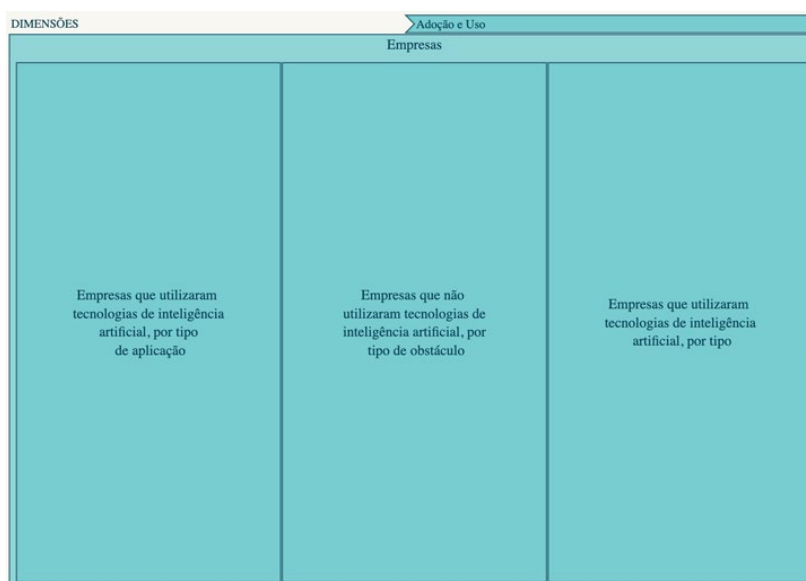 DIMENSÕES
Adoção e Uso
Empresas
Empresas que utilizaram
tecnologias de inteligência
artificial, por tipo
de aplicação
Empresas que não
utilizaram tecnologias de
inteligência artificial, por
tipo de obstáculo
Empresas que utilizaram
tecnologias de inteligência
artificial, por tipo